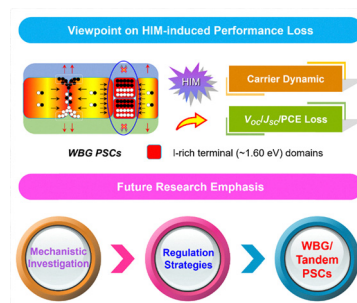 Viewpoint on HIM-induced Performance Loss
HIM
Carrier Dynamic
VOC/JSC/PCE Loss
WBG PSCs
I-rich terminal (~1.60 eV) domains
Future Research Emphasis
Mechanistic
Investigation
Regulation
Strategies
WBG/
Tandem
PSCs